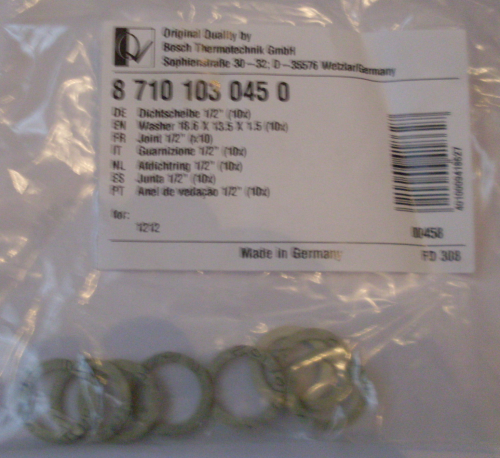 Original Quality by
Bosch Thermotechnik GmbH
Sophienstraße 30-32; D-35576 Wetzlar/Germany
8 710 103 045 0
DE Dichtscheibe 1/2" (10x)
EN Washer 18.6 X 13.5 X 1.5 (10x)
FR Joint 1/2" (x10)
IT Guarnizione 1/2" (10x)
NL Afdichtring 1/2" (10x)
ES Junta 1/2" (10x)
PT Anel de vedação 1/2" (10x)
1212
00458
Made in Germany
FD 308